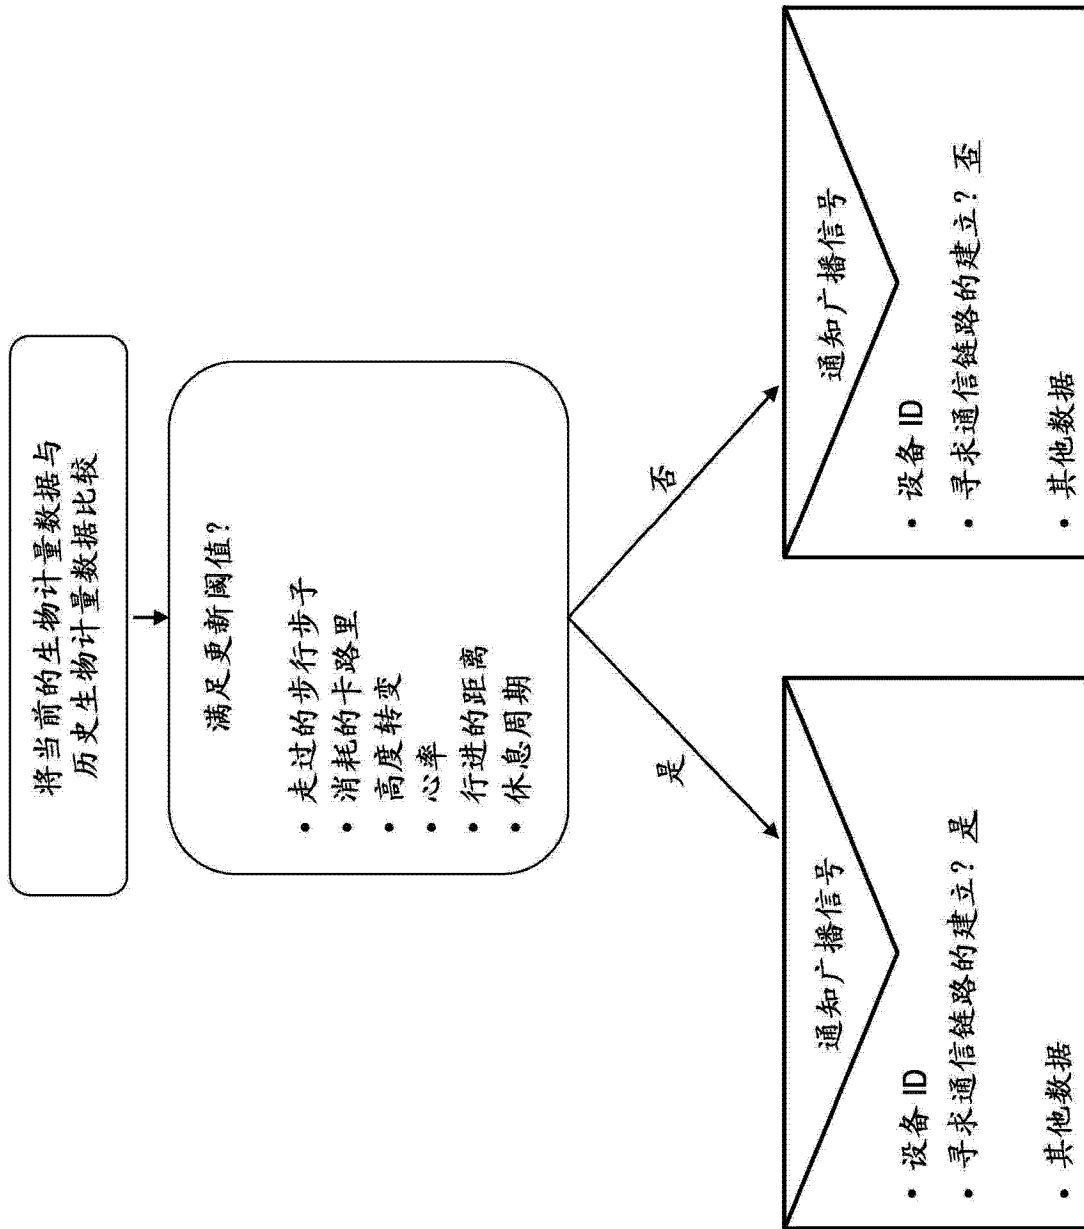 将当前的生物计量数据与
历史生物计量数据比较
满足更新阈值?
• 走过的步行步子
• 消耗的卡路里
• 高度转变
• 心率
• 行进的距离
• 休息周期
是
否
通知广播信号
• 设备 ID
• 寻求通信链路的建立? 是
• 其他数据
通知广播信号
• 设备 ID
• 寻求通信链路的建立? 否
• 其他数据